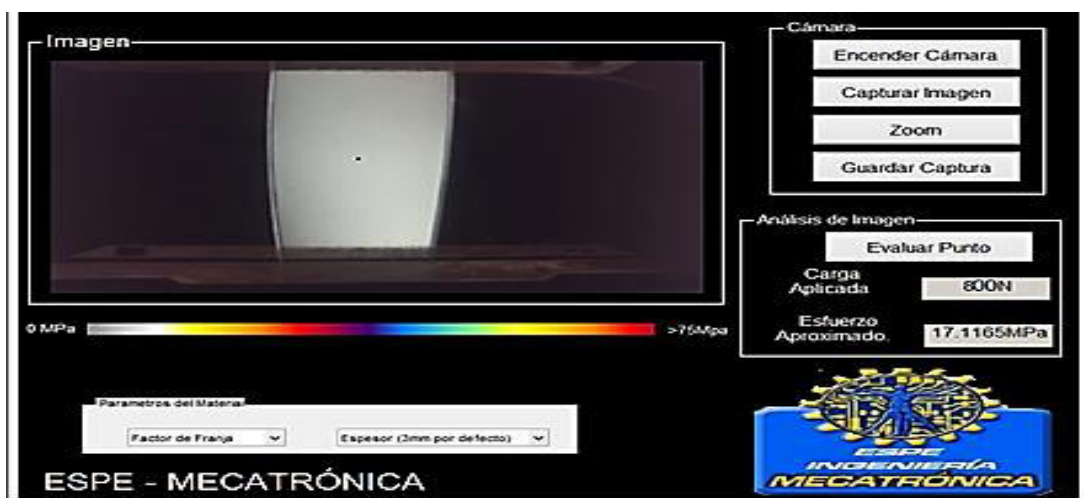 Imagen
Cámara
Encender Cámara
Capturar Imagen
Zoom
Guardar Captura
Análisis de Imagen
Evaluar Punto
Carga
Aplicada
800N
Esfuerzo
Aproximado.
17,1165MPa
0 MPa
>75Mpa
Parametros del Material
Factor de Franja
Espesor (3mm por defecto)
ESPE - MECATRÓNICA
ESPE
INGENIERÍA
MECATRÓNICA